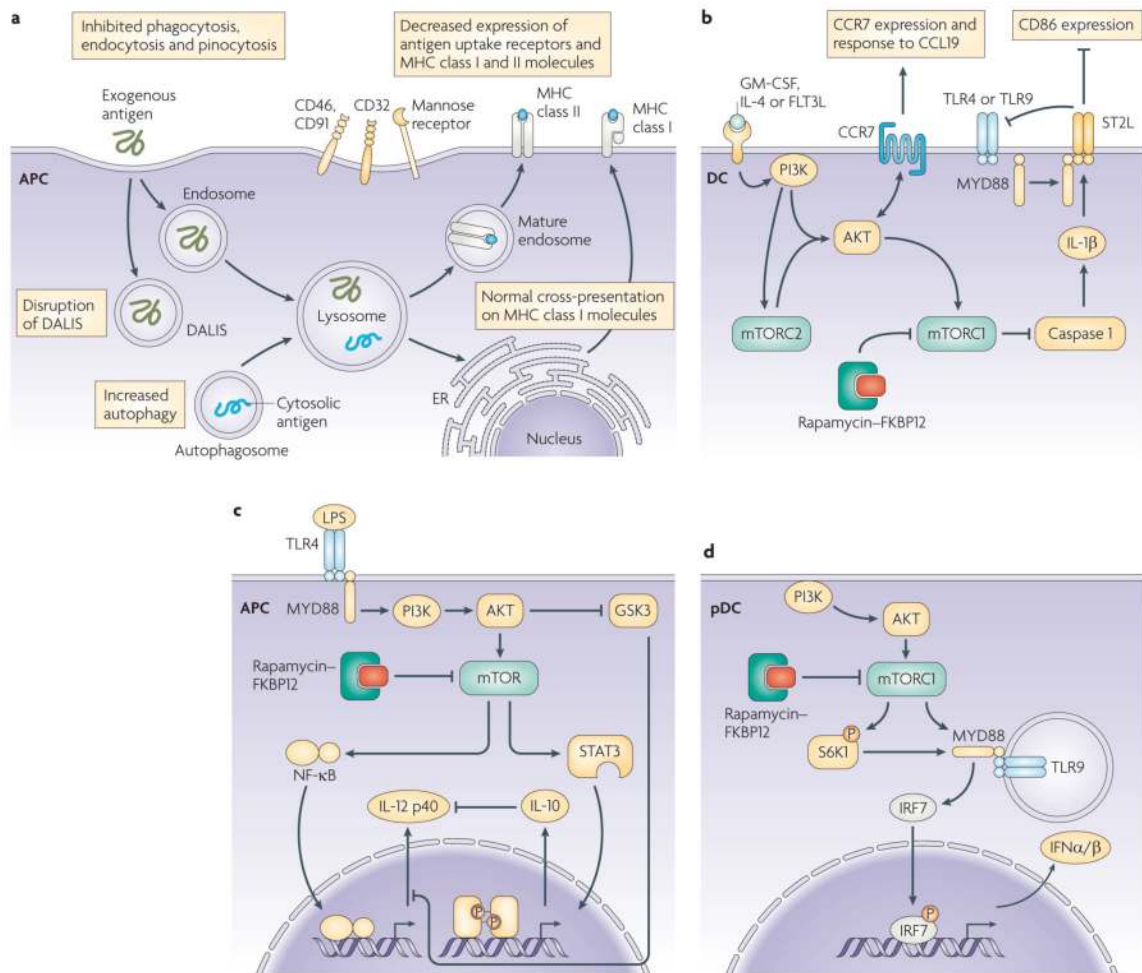 a
Inhibited phagocytosis,
endocytosis and pinocytosis
Decreased expression of
antigen uptake receptors and
MHC class I and II molecules
Exogenous
antigen
CD46,
CD91
CD32
Mannose
receptor
MHC
class II
MHC
class I
APC
Endosome
Mature
endosome
Disruption
of DALIS
DALIS
Lysosome
Normal cross-presentation
on MHC class I molecules
Increased
autophagy
Cytosolic
antigen
Autophagosome
ER
Nucleus
b
CCR7 expression and
response to CCL19
CD86 expression
GM-CSF,
IL-4 or FLT3L
TLR4 or TLR9
CCR7
ST2L
DC
PI3K
MYD88
AKT
IL-1β
mTORC2
mTORC1
Caspase 1
Rapamycin–FKBP12
c
LPS
TLR4
APC
MYD88
PI3K
AKT
GSK3
Rapamycin–
FKBP12
mTOR
NF-κB
STAT3
IL-12 p40
IL-10
P
P
d
pDC
PI3K
AKT
Rapamycin–
FKBP12
mTORC1
P
S6K1
MYD88
TLR9
IRF7
IFNα/β
P
IRF7